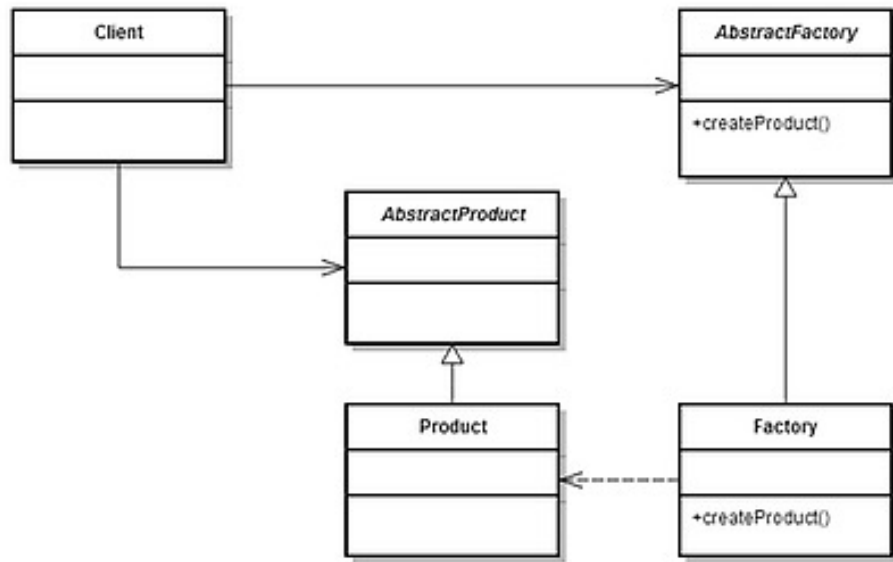 Client
AbstractFactory
+createProduct()
AbstractProduct
Product
Factory
+createProduct()